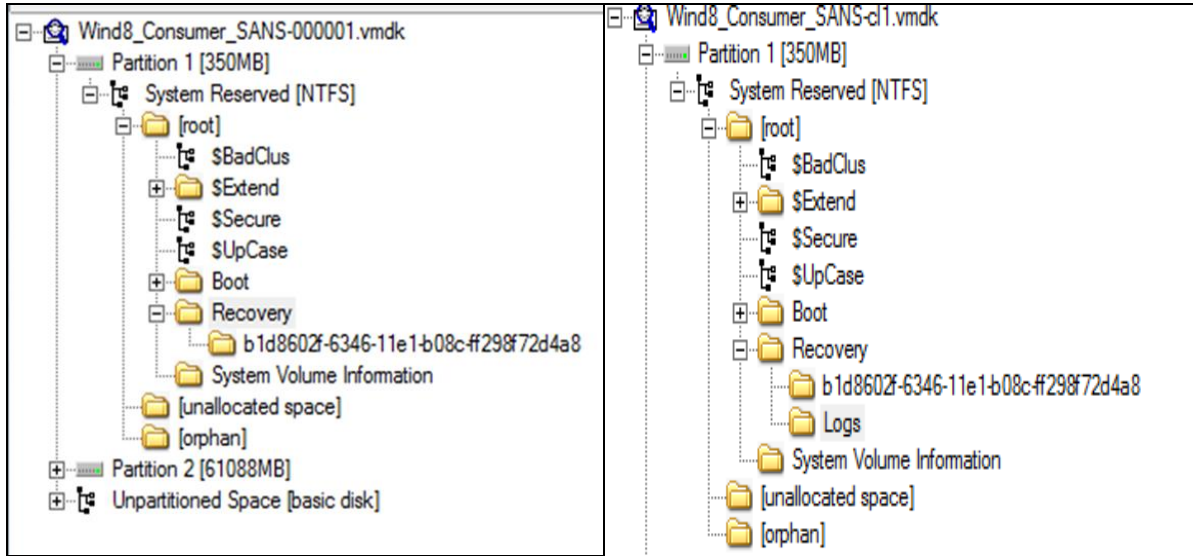 Wind8_Consumer_SANS-000001.vmdk
Partition 1 [350MB]
System Reserved [NTFS]
[root]
$BadClus
$Extend
$Secure
$UpCase
Boot
Recovery
b1d8602f-6346-11e1-b08c-ff298f72d4a8
System Volume Information
[unallocated space]
[orphan]
Partition 2 [61088MB]
Unpartitioned Space [basic disk]
Wind8_Consumer_SANS-cl1.vmdk
Partition 1 [350MB]
System Reserved [NTFS]
[root]
$BadClus
$Extend
$Secure
$UpCase
Boot
Recovery
b1d8602f-6346-11e1-b08c-ff298f72d4a8
Logs
System Volume Information
[unallocated space]
[orphan]